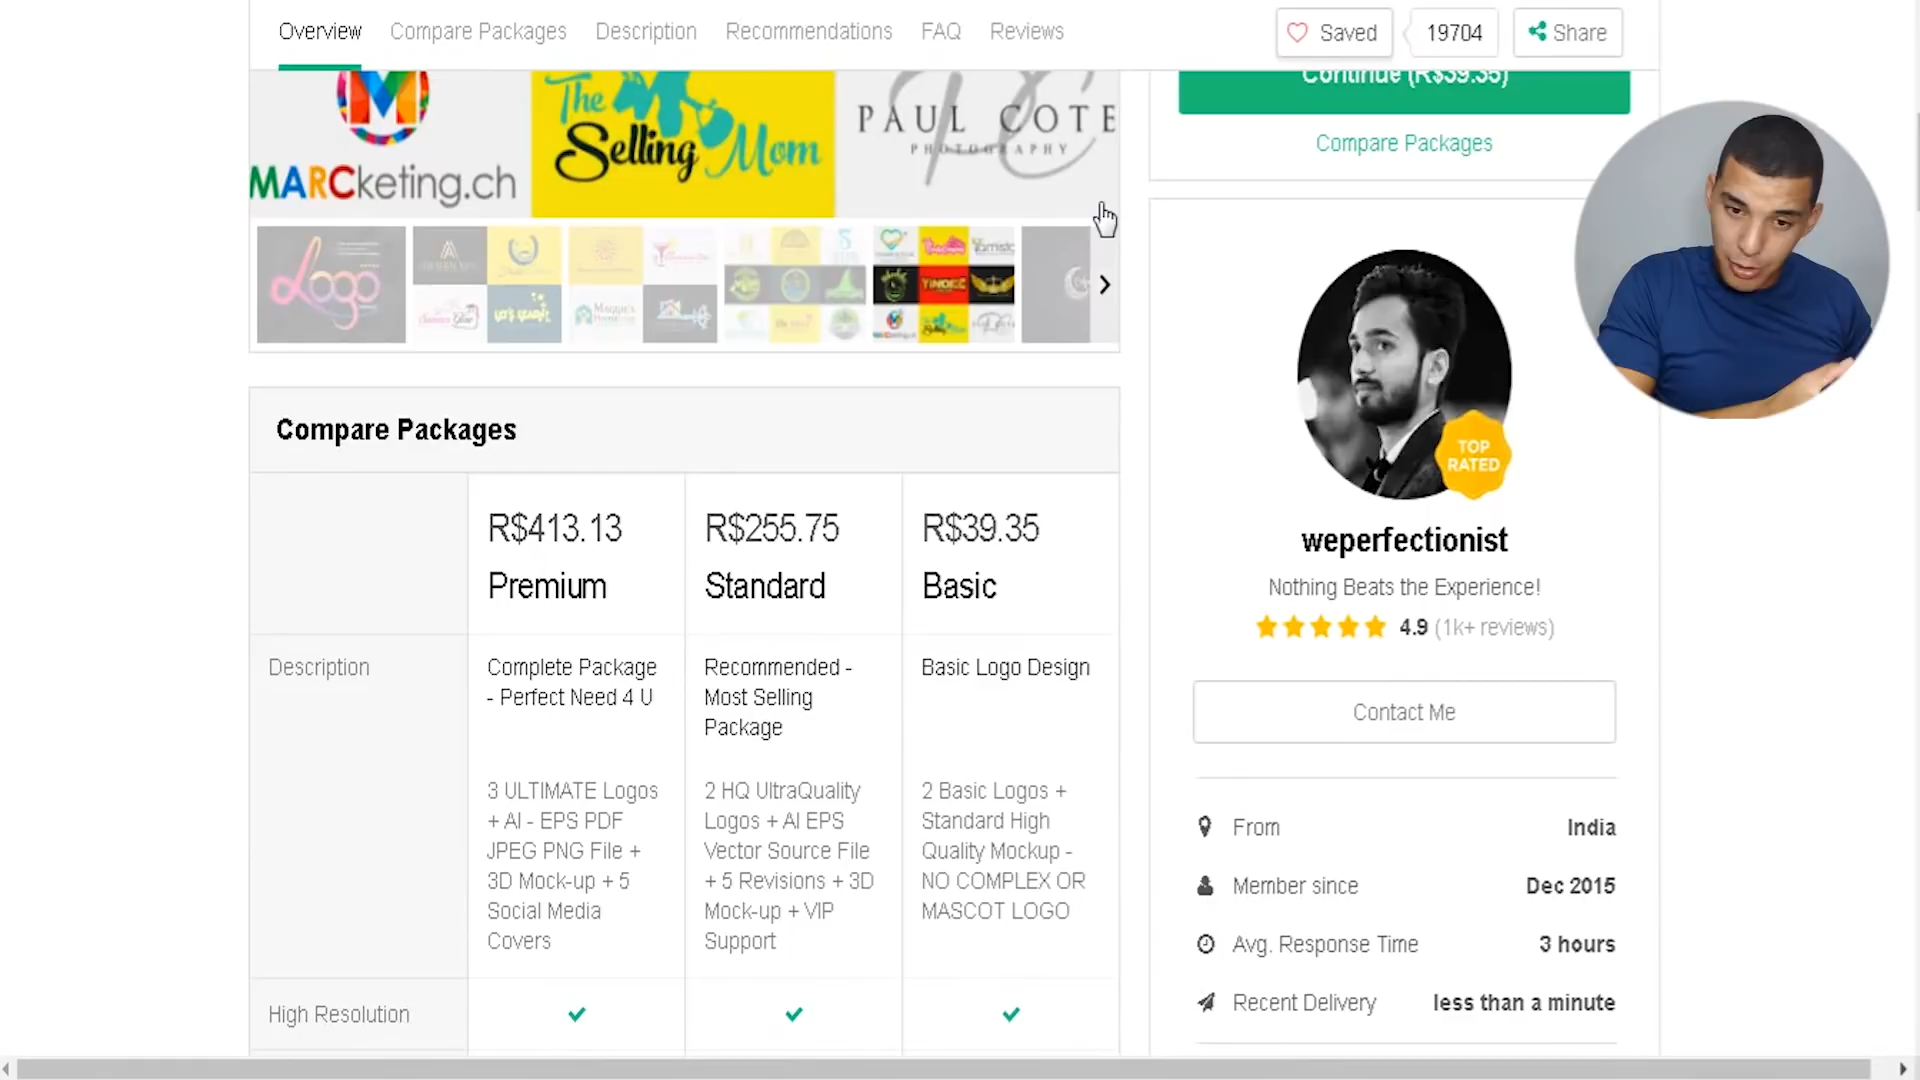 Overview
Compare Packages
Description
Recommendations
FAQ
Reviews
Saved
19704
Share
Continue (R$39.35)
Compare Packages
MARCketing.ch
The
Selling Mom
PAUL COTE
PHOTOGRAPHY
Logo
Compare Packages
R$413.13
Premium
R$255.75
Standard
R$39.35
Basic
Description
Complete Package
- Perfect Need 4 U
Recommended -
Most Selling
Package
Basic Logo Design
3 ULTIMATE Logos
+ AI - EPS PDF
JPEG PNG File +
3D Mock-up + 5
Social Media
Covers
2 HQ UltraQuality
Logos + AI EPS
Vector Source File
+ 5 Revisions + 3D
Mock-up + VIP
Support
2 Basic Logos +
Standard High
Quality Mockup -
NO COMPLEX OR
MASCOT LOGO
High Resolution
TOP
RATED
weperfectionist
Nothing Beats the Experience!
4.9 (1k+ reviews)
Contact Me
From
India
Member since
Dec 2015
Avg. Response Time
3 hours
Recent Delivery
less than a minute